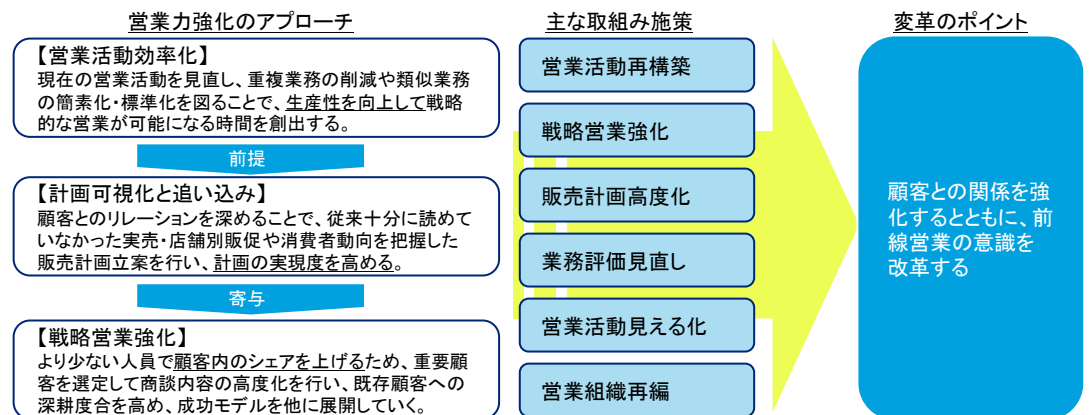 営業力強化のアプローチ
【営業活動効率化】
現在の営業活動を見直し、重複業務の削減や類似業務
の簡素化・標準化を図ることで、生産性を向上して戦略
的な営業が可能になる時間を創出する。
前提
【計画可視化と追い込み】
顧客とのリレーションを深めることで、従来十分に読めて
いなかった実売・店舗別販促や消費者動向を把握した
販売計画立案を行い、計画の実現度を高める。
寄与
【戦略営業強化】
より少ない人員で顧客内のシェアを上げるため、重要顧
客を選定して商談内容の高度化を行い、既存顧客への
深耕度合を高め、成功モデルを他に展開していく。
主な取組み施策
営業活動再構築
戦略営業強化
販売計画高度化
業務評価見直し
営業活動見える化
営業組織再編
変革のポイント
顧客との関係を強
化するとともに、前
線営業の意識を
改革する